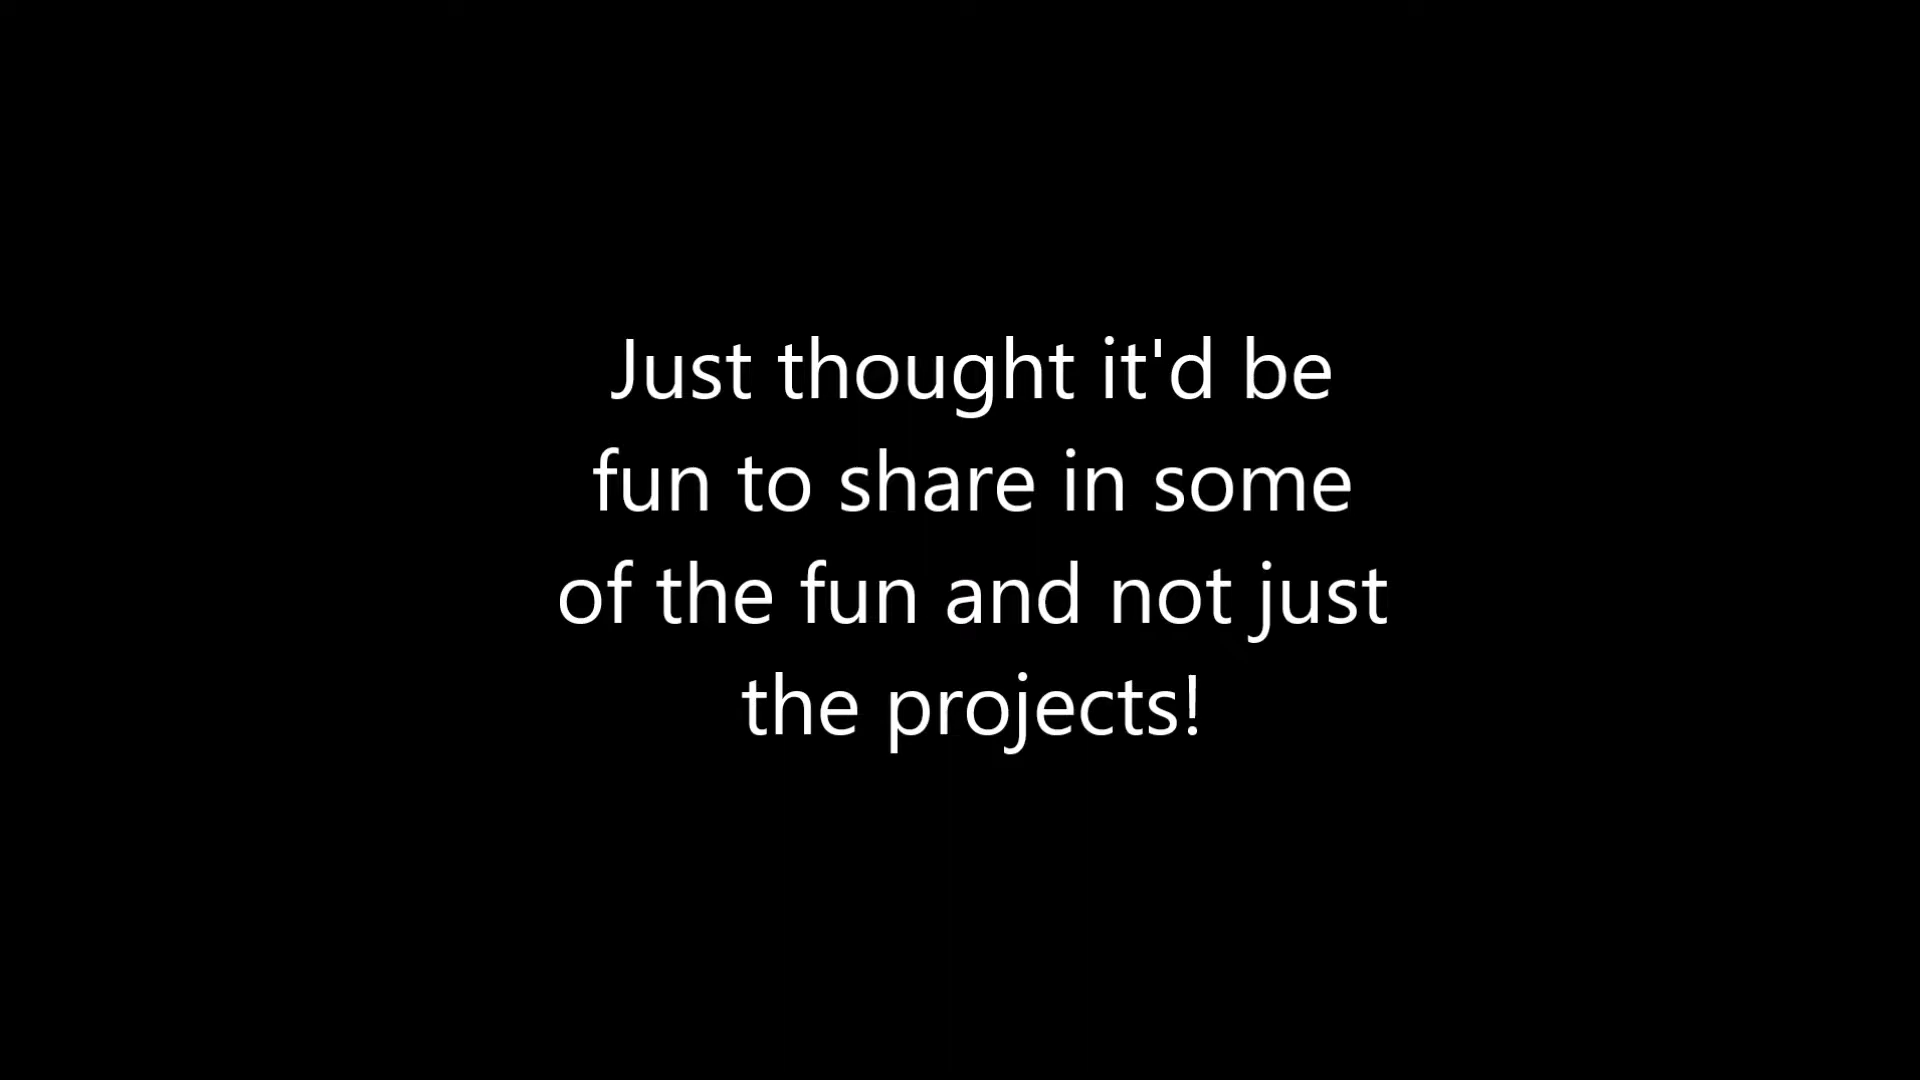 Just thought it'd be
fun to share in some
of the fun and not just
the projects!